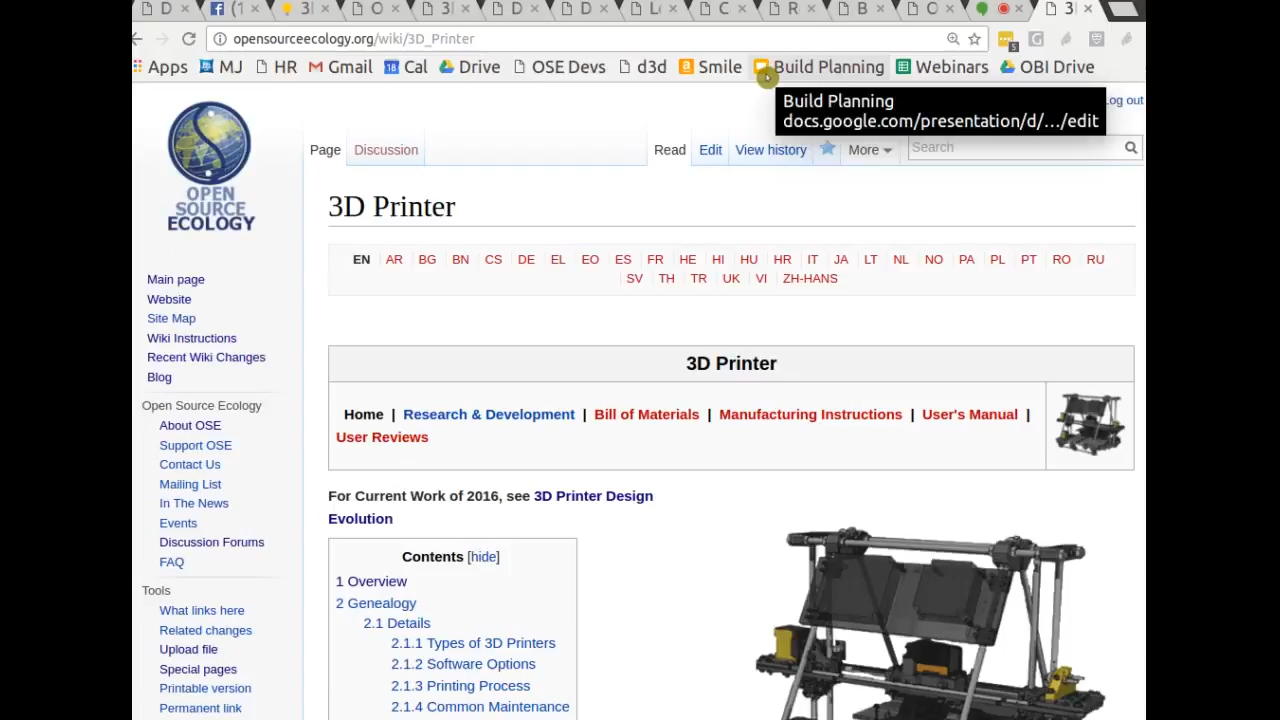 D × (1 × 3I × O × 3I × D × D × Lo × C × R × B × O × 3I ×
opensourceecology.org/wiki/3D_Printer 5
Apps MJ HR Gmail 18 Cal Drive OSE Devs d3d a Smile Build Planning Webinars OBI Drive
Build Planning
docs.google.com/presentation/d/…/edit
Log out
Page Discussion Read Edit View history More Search
OPEN
SOURCE
ECOLOGY
3D Printer
EN AR BG BN CS DE EL EO ES FR HE HI HU HR IT JA LT NL NO PA PL PT RO RU
SV TH TR UK VI ZH-HANS
Main page
Website
Site Map
Wiki Instructions
Recent Wiki Changes
Blog
Open Source Ecology
About OSE
Support OSE
Contact Us
Mailing List
In The News
Events
Discussion Forums
FAQ
Tools
What links here
Related changes
Upload file
Special pages
Printable version
Permanent link
3D Printer
Home | Research & Development | Bill of Materials | Manufacturing Instructions | User's Manual |
User Reviews
For Current Work of 2016, see 3D Printer Design
Evolution
Contents [hide]
1 Overview
2 Genealogy
2.1 Details
2.1.1 Types of 3D Printers
2.1.2 Software Options
2.1.3 Printing Process
2.1.4 Common Maintenance